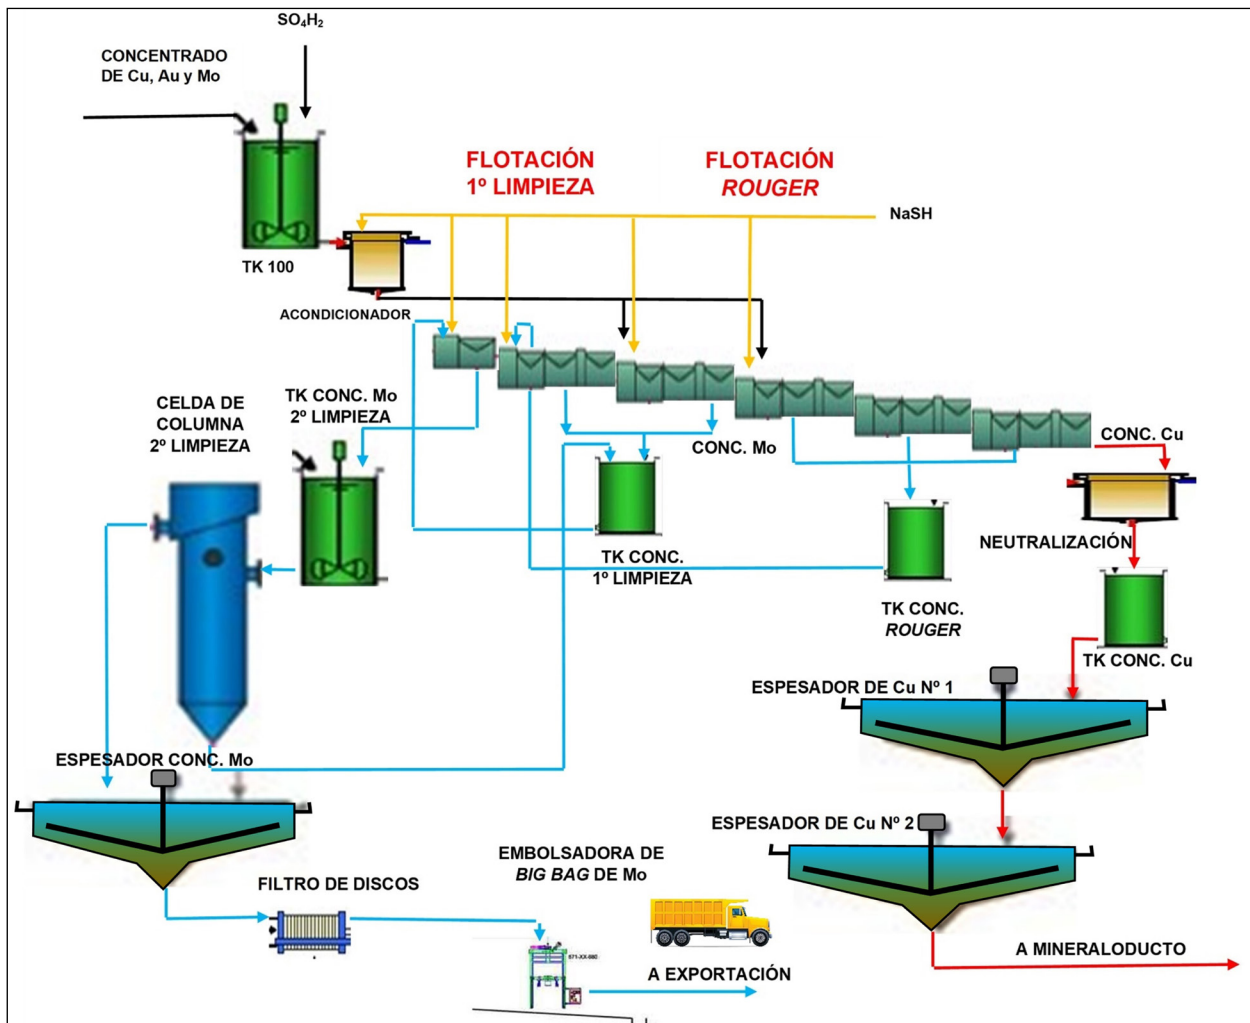 SO₄H₂
CONCENTRADO
DE Cu, Au y Mo
FLOTACIÓN
1º LIMPIEZA
FLOTACIÓN
ROUGER
NaSH
TK 100
ACONDICIONADOR
TK CONC. Mo
2º LIMPIEZA
CELDA DE
COLUMNA
2º LIMPIEZA
CONC. Mo
CONC. Cu
NEUTRALIZACIÓN
TK CONC.
1º LIMPIEZA
TK CONC.
ROUGER
TK CONC. Cu
ESPESADOR DE Cu Nº 1
ESPESADOR CONC. Mo
ESPESADOR DE Cu Nº 2
EMBOLSADORA DE
BIG BAG DE Mo
FILTRO DE DISCOS
A MINERALODUCTO
A EXPORTACIÓN